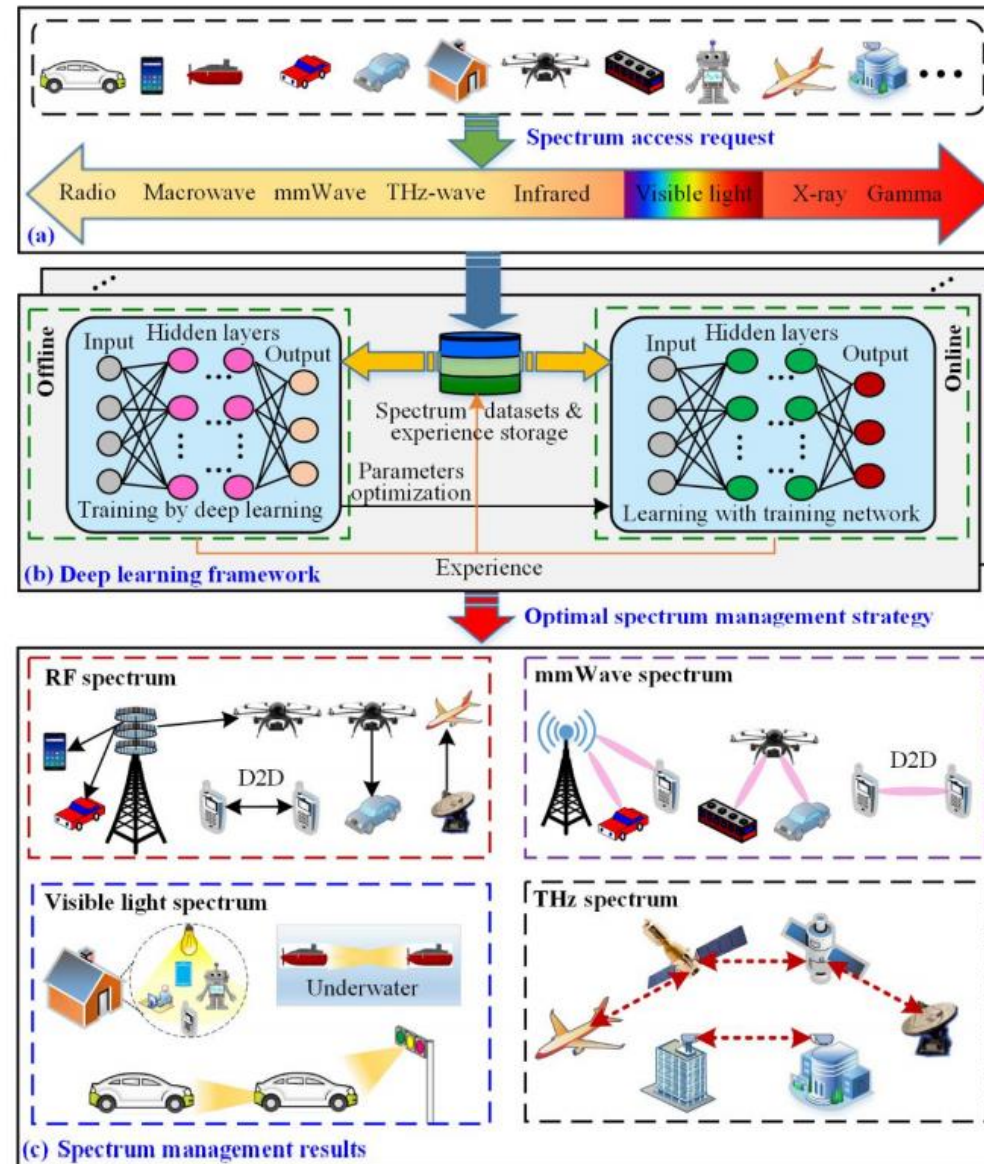 Spectrum access request
Radio Macrowave mmWave THz-wave Infrared Visible light X-ray Gamma
(a)
Offline
Input Hidden layers Output
Training by deep learning
Spectrum datasets &
experience storage
Parameters
optimization
Online
Input Hidden layers Output
Learning with training network
Experience
(b) Deep learning framework
Optimal spectrum management strategy
RF spectrum
D2D
mmWave spectrum
D2D
Visible light spectrum
Underwater
THz spectrum
(c) Spectrum management results